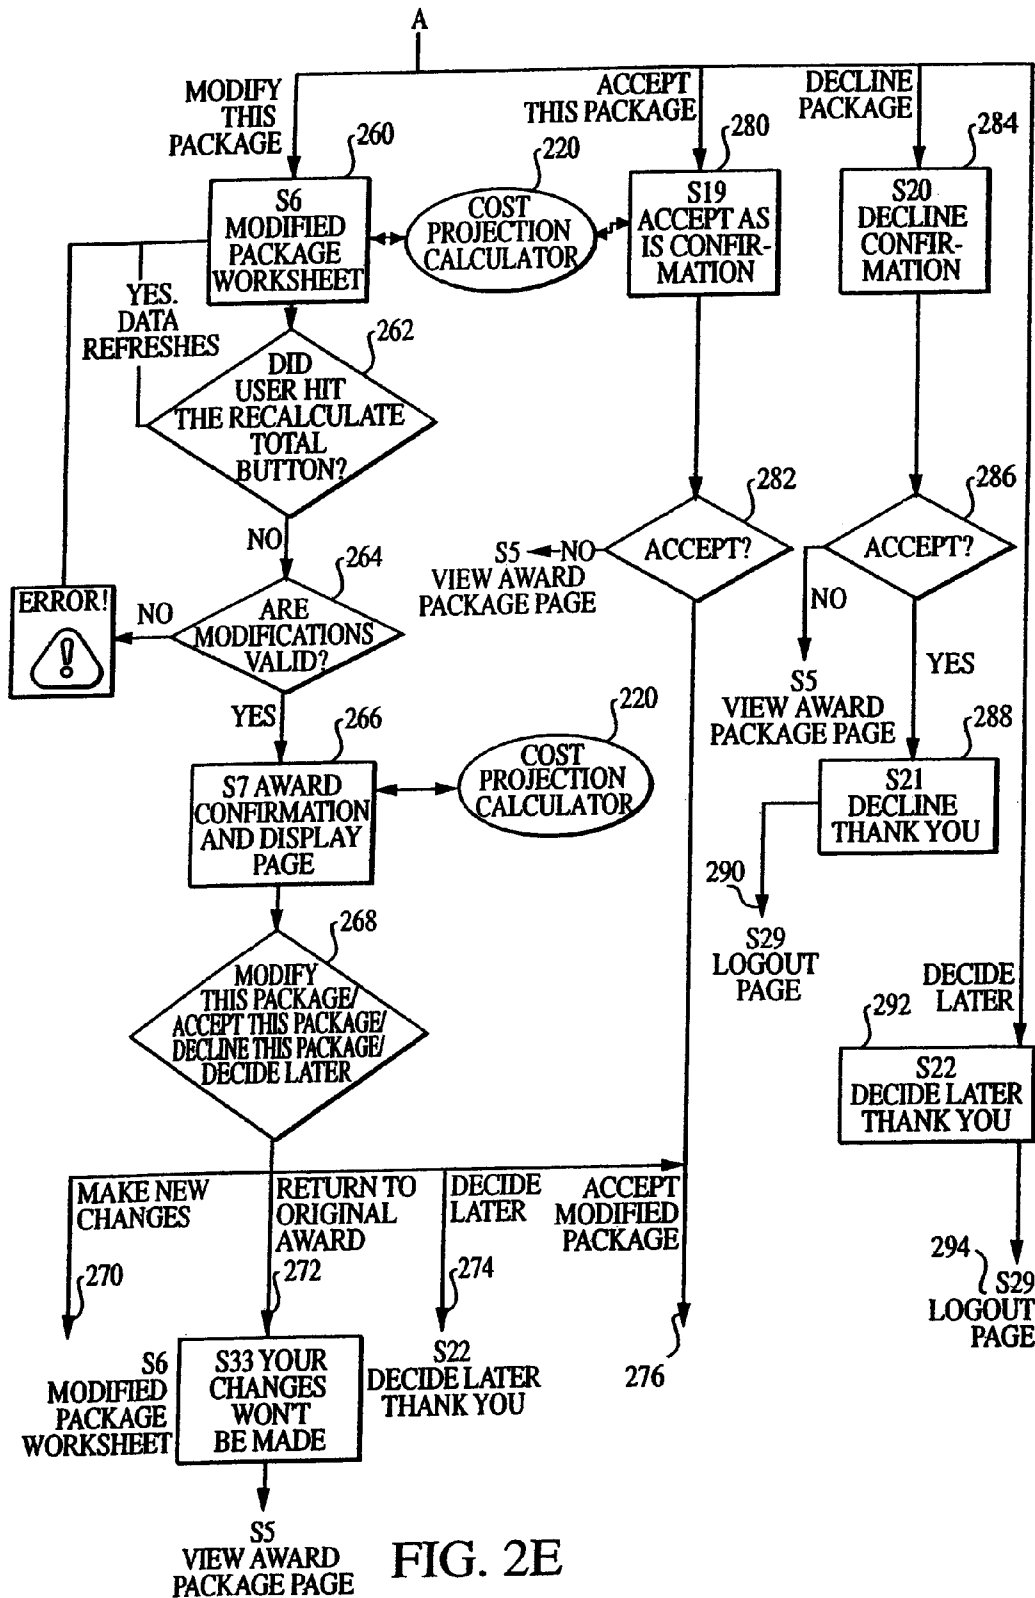 A
MODIFY
THIS
PACKAGE
ACCEPT
THIS PACKAGE
DECLINE
PACKAGE
260
220
280
284
S6
MODIFIED
PACKAGE
WORKSHEET
COST
PROJECTION
CALCULATOR
S19
ACCEPT AS
IS CONFIR-
MATION
S20
DECLINE
CONFIR-
MATION
YES.
DATA
REFRESHES
262
DID
USER HIT
THE RECALCULATE
TOTAL
BUTTON?
NO
264
282
ACCEPT?
NO
S5
VIEW AWARD
PACKAGE PAGE
286
ACCEPT?
NO
S5
VIEW AWARD
PACKAGE PAGE
YES
ERROR!
!
NO
ARE
MODIFICATIONS
VALID?
YES
266
S7 AWARD
CONFIRMATION
AND DISPLAY
PAGE
220
COST
PROJECTION
CALCULATOR
288
S21
DECLINE
THANK YOU
290
S29
LOGOUT
PAGE
268
MODIFY
THIS PACKAGE/
ACCEPT THIS PACKAGE/
DECLINE THIS PACKAGE/
DECIDE LATER
DECIDE
LATER
292
S22
DECIDE LATER
THANK YOU
294
S29
LOGOUT
PAGE
MAKE NEW
CHANGES
RETURN TO
ORIGINAL
AWARD
DECIDE
LATER
ACCEPT
MODIFIED
PACKAGE
270
272
274
276
S6
MODIFIED
PACKAGE
WORKSHEET
S33 YOUR
CHANGES
WON'T
BE MADE
S22
DECIDE LATER
THANK YOU
S5
VIEW AWARD
PACKAGE PAGE
FIG. 2E